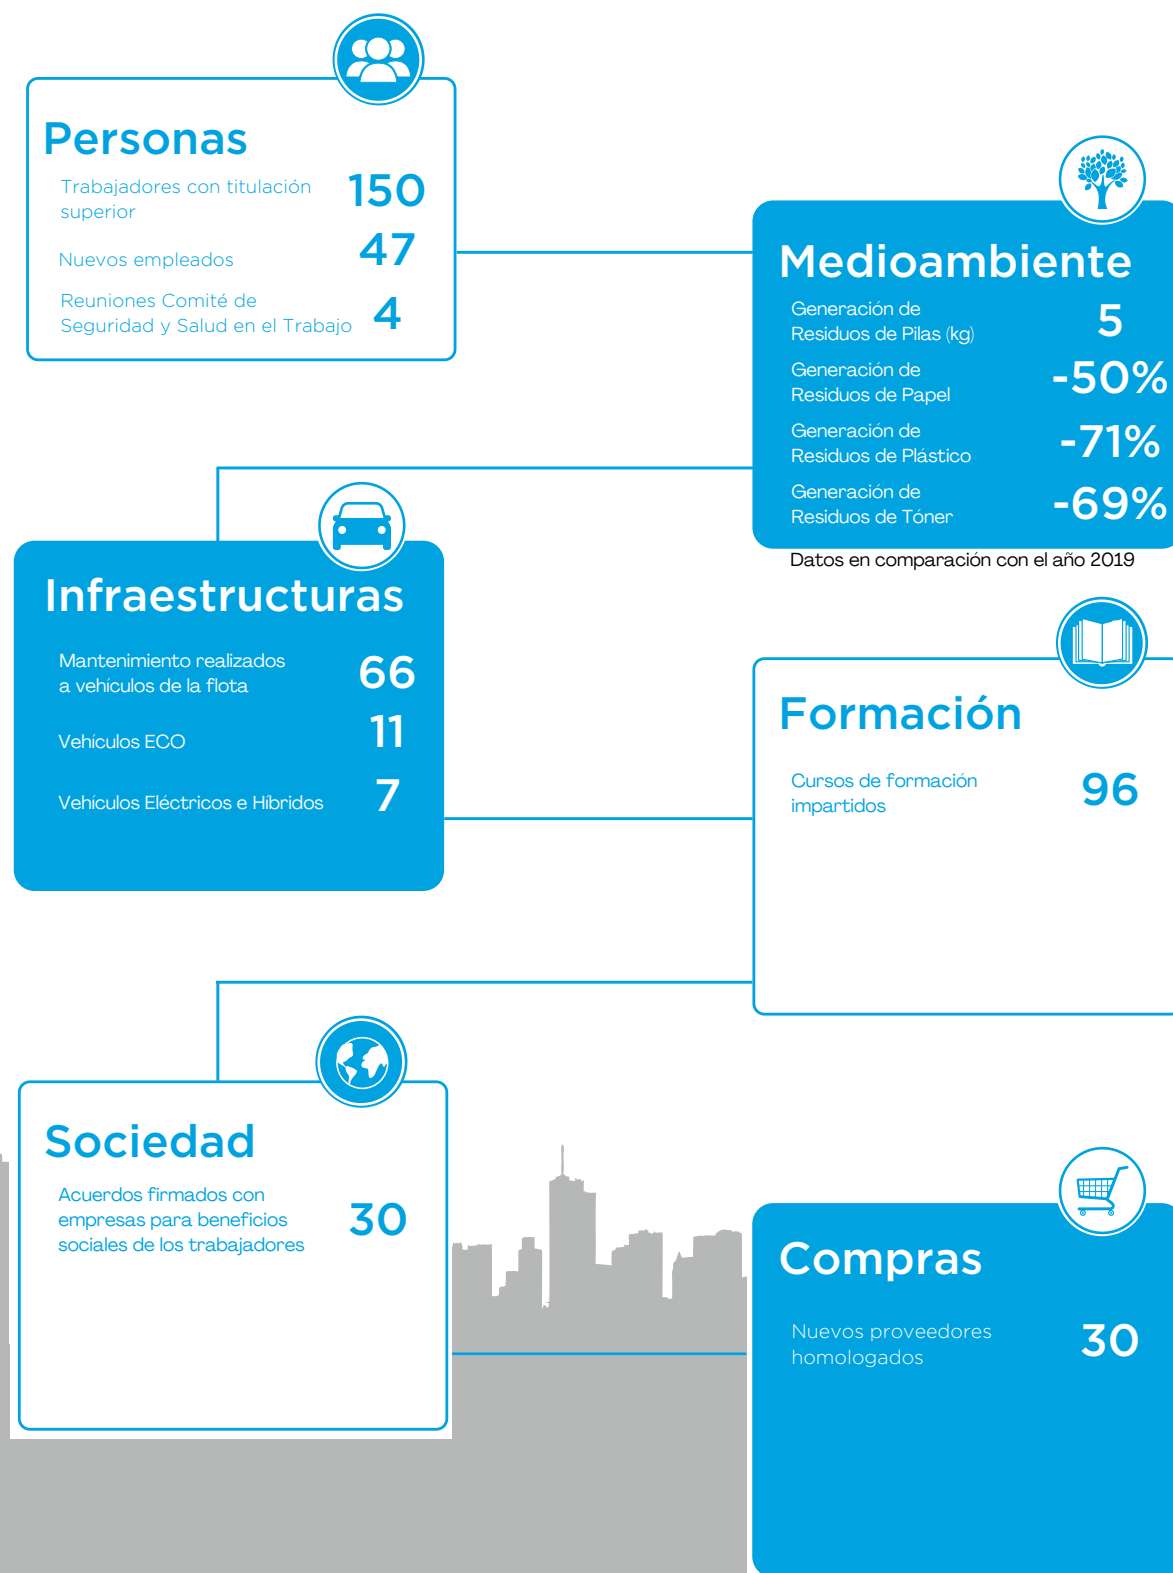 Personas
Trabajadores con titulación
superior
150
Nuevos empleados
47
Reuniones Comité de
Seguridad y Salud en el Trabajo
4
Medioambiente
Generación de
Residuos de Pilas (kg)
5
Generación de
Residuos de Papel
-50%
Generación de
Residuos de Plástico
-71%
Generación de
Residuos de Tóner
-69%
Datos en comparación con el año 2019
Infraestructuras
Mantenimiento realizados
a vehículos de la flota
66
Vehículos ECO
11
Vehículos Eléctricos e Híbridos
7
Formación
Cursos de formación
impartidos
96
Sociedad
Acuerdos firmados con
empresas para beneficios
sociales de los trabajadores
30
Compras
Nuevos proveedores
homologados
30